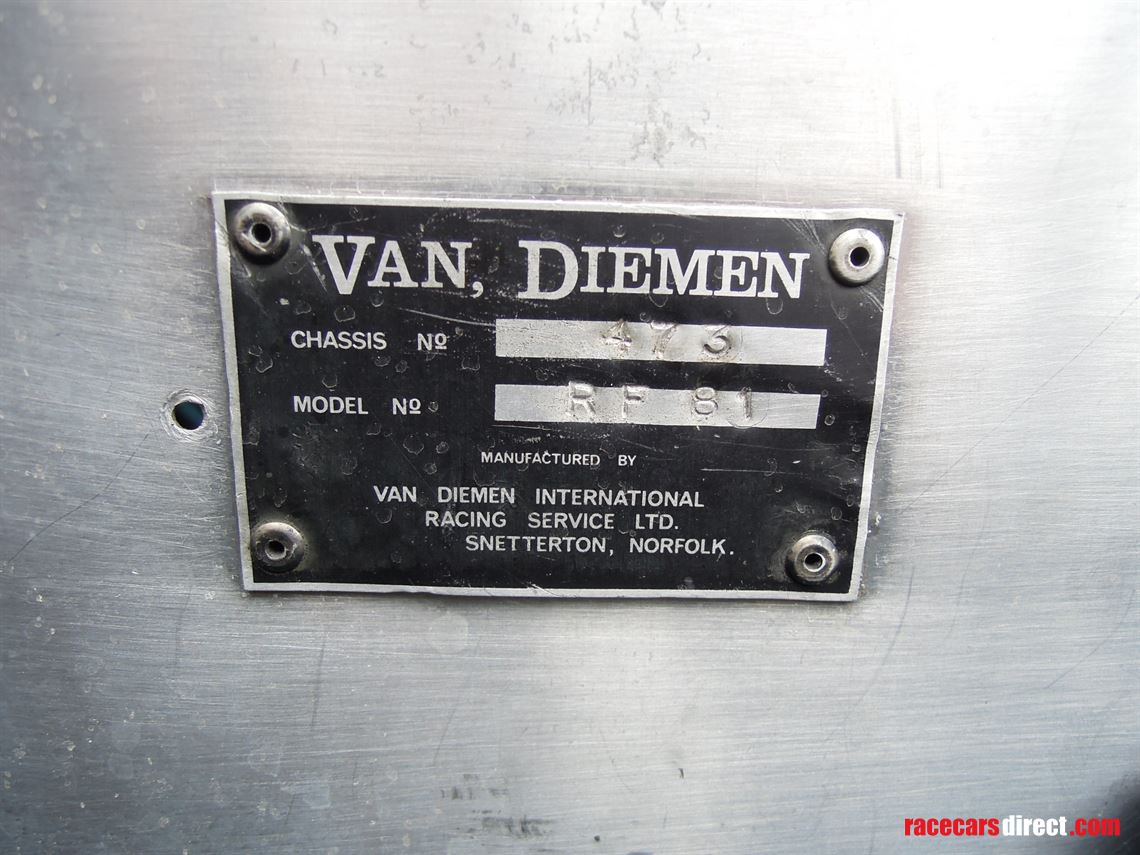 VAN, DIEMEN
CHASSIS Nº 473
MODEL Nº RF 81
MANUFACTURED BY
VAN DIEMEN INTERNATIONAL
RACING SERVICE LTD.
SNETTERTON, NORFOLK.
racecarsdirect.com